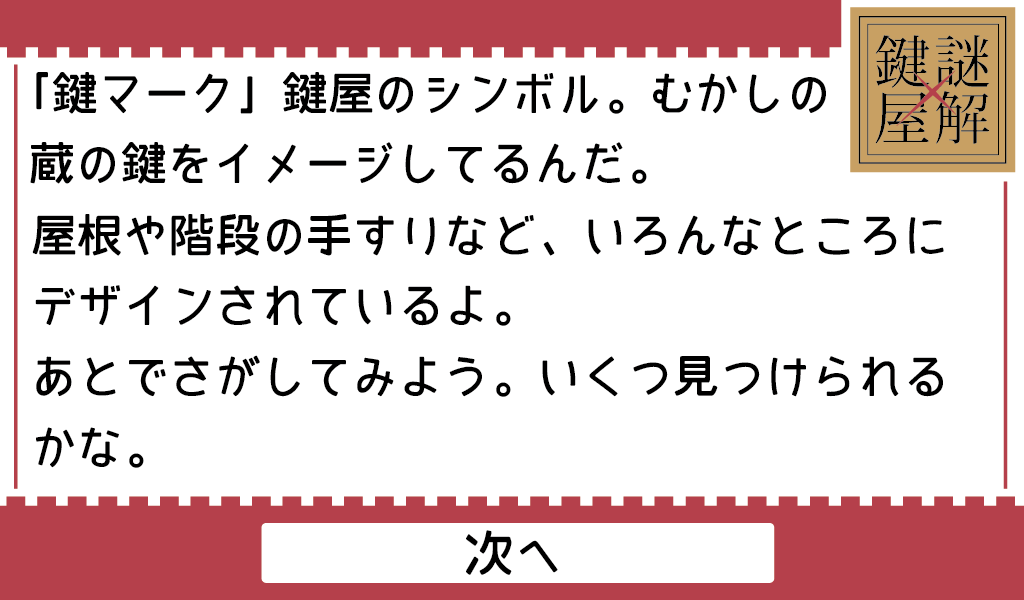 「鍵マーク」鍵屋のシンボル。むかしの
蔵の鍵をイメージしてるんだ。
屋根や階段の手すりなど、いろんなところに
デザインされているよ。
あとでさがしてみよう。いくつ見つけられる
かな。
謎解
×
鍵屋
次へ